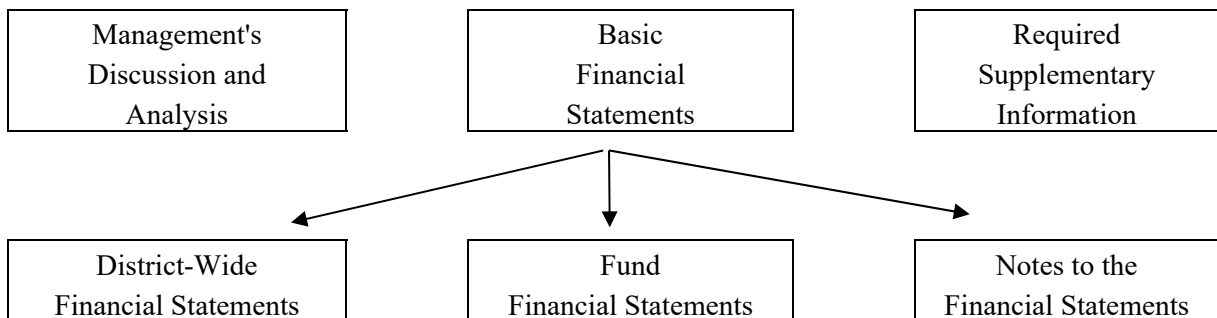 Management's
Discussion and
Analysis
Basic
Financial
Statements
Required
Supplementary
Information
District-Wide
Financial Statements
Fund
Financial Statements
Notes to the
Financial Statements